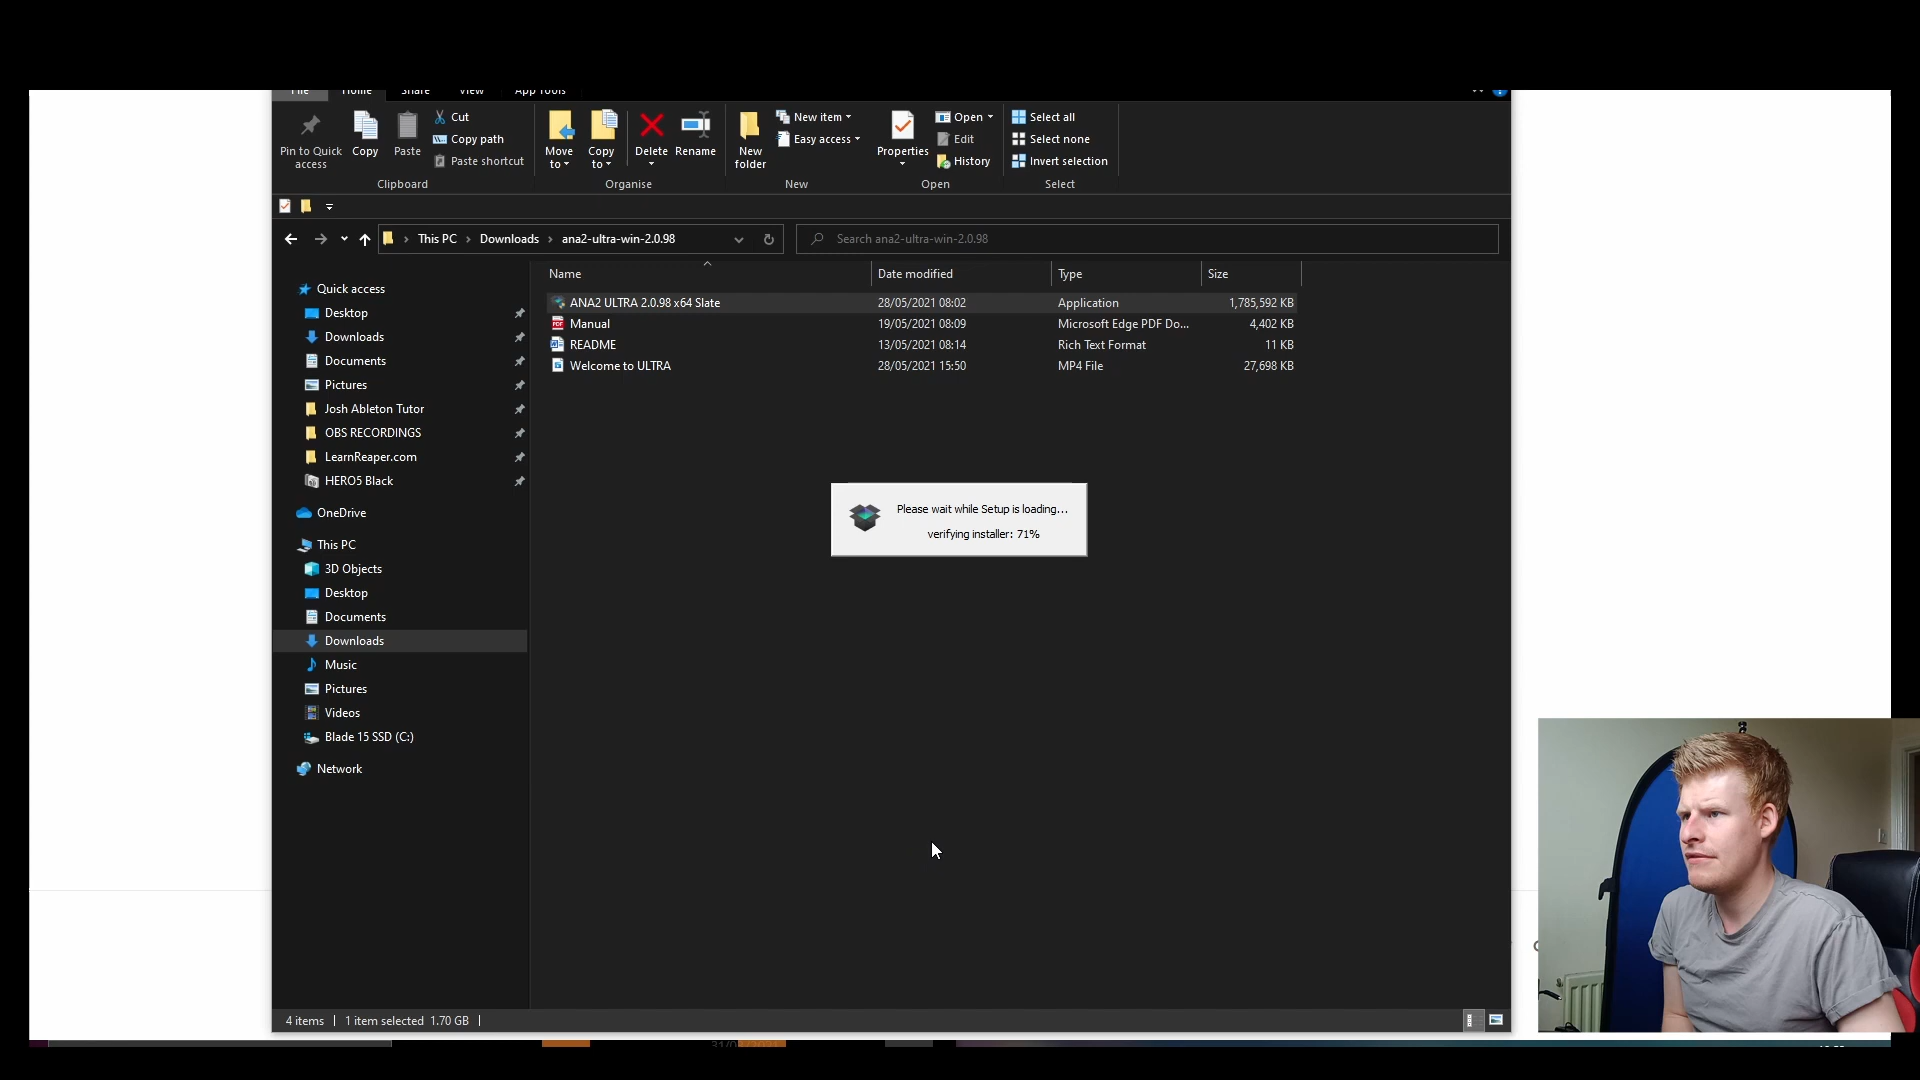 File Home Share View App Tools
Pin to Quick access
Copy
Paste
Cut
Copy path
Paste shortcut
Clipboard
Move to
Copy to
Delete
Rename
Organise
New folder
New item
Easy access
New
Properties
Open
Edit
History
Open
Select all
Select none
Invert selection
Select
This PC > Downloads > ana2-ultra-win-2.0.98
Search ana2-ultra-win-2.0.98
Name Date modified Type Size
ANA2 ULTRA 2.0.98 x64 Slate 28/05/2021 08:02 Application 1,785,592 KB
Manual 19/05/2021 08:09 Microsoft Edge PDF Do... 4,402 KB
README 13/05/2021 08:14 Rich Text Format 11 KB
Welcome to ULTRA 28/05/2021 15:50 MP4 File 27,698 KB
Quick access
Desktop
Downloads
Documents
Pictures
Josh Ableton Tutor
OBS RECORDINGS
LearnReaper.com
HERO5 Black
OneDrive
This PC
3D Objects
Desktop
Documents
Downloads
Music
Pictures
Videos
Blade 15 SSD (C:)
Network
Please wait while Setup is loading...
verifying installer: 71%
4 items 1 item selected 1.70 GB